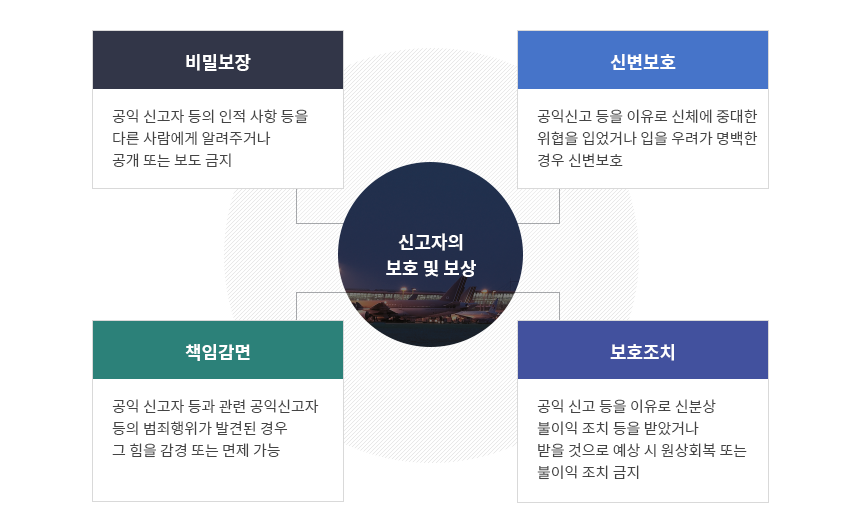 비밀보장
공익 신고자 등의 인적 사항 등을
다른 사람에게 알려주거나
공개 또는 보도 금지
신변보호
공익신고 등을 이유로 신체에 중대한
위협을 입었거나 입을 우려가 명백한
경우 신변보호
신고자의
보호 및 보상
책임감면
공익 신고자 등과 관련 공익신고자
등의 범죄행위가 발견된 경우
그 힘을 감경 또는 면제 가능
보호조치
공익 신고 등을 이유로 신분상
불이익 조치 등을 받았거나
받을 것으로 예상 시 원상회복 또는
불이익 조치 금지